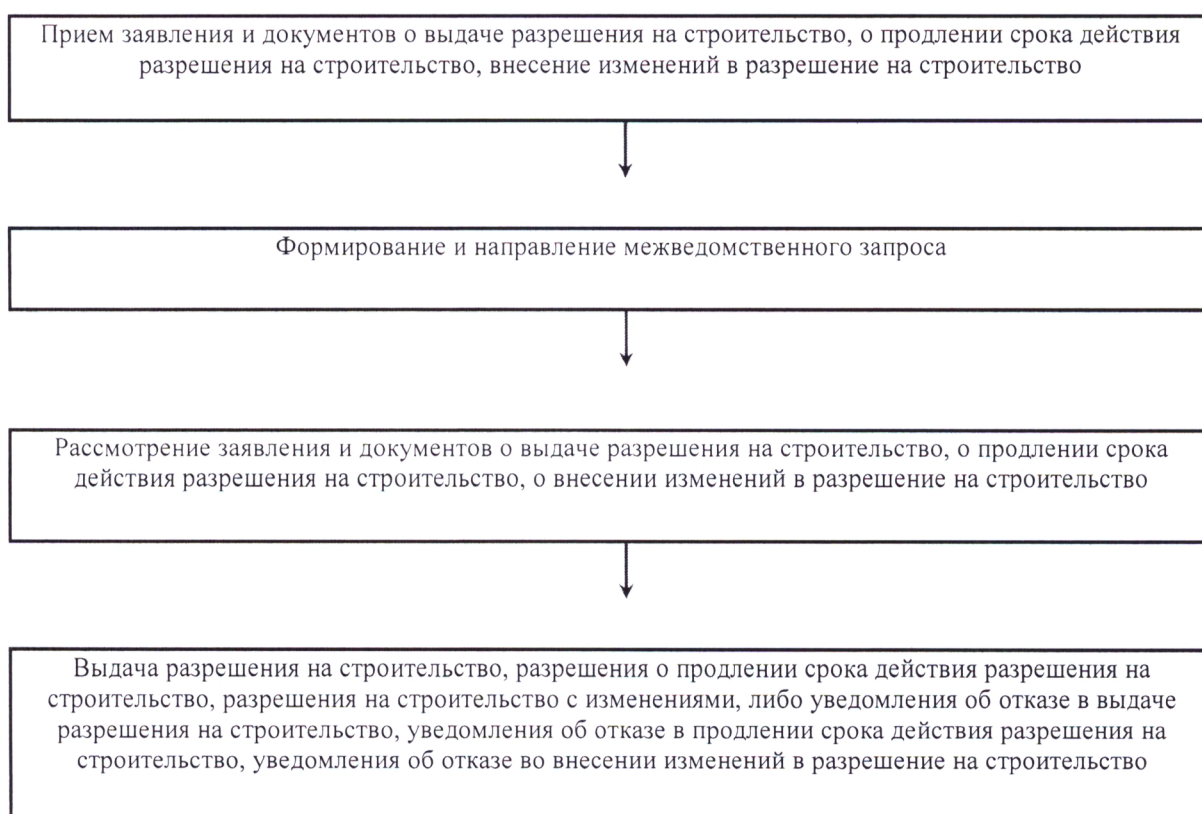 Прием заявления и документов о выдаче разрешения на строительство, о продлении срока действия
разрешения на строительство, внесение изменений в разрешение на строительство
Формирование и направление межведомственного запроса
Рассмотрение заявления и документов о выдаче разрешения на строительство, о продлении срока
действия разрешения на строительство, о внесении изменений в разрешение на строительство
Выдача разрешения на строительство, разрешения о продлении срока действия разрешения на
строительство, разрешения на строительство с изменениями, либо уведомления об отказе в выдаче
разрешения на строительство, уведомления об отказе в продлении срока действия разрешения на
строительство, уведомления об отказе во внесении изменений в разрешение на строительство